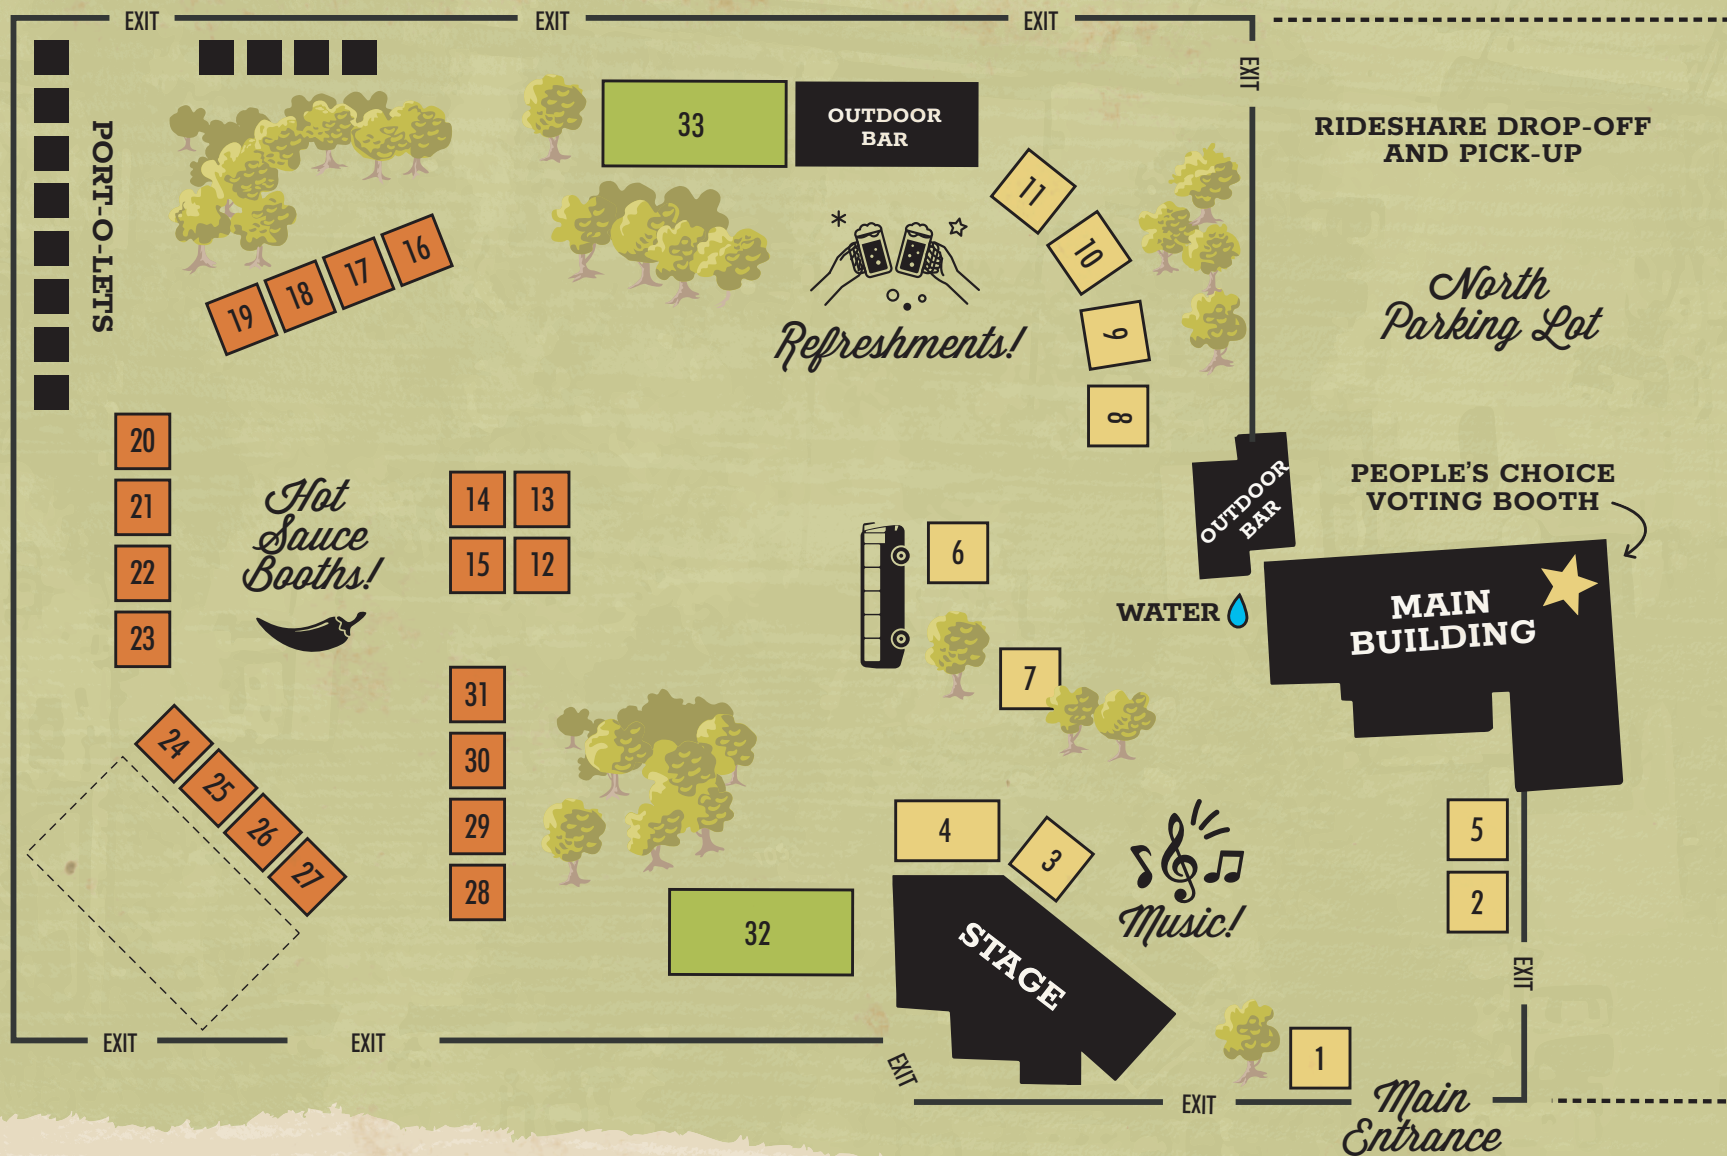 EXIT
EXIT
EXIT
EXIT
PORT-O-LETS
33
OUTDOOR
BAR
RIDESHARE DROP-OFF
AND PICK-UP
11
10
9
8
16
17
18
19
Refreshments!
North
Parking Lot
20
21
22
23
Hot
Sauce
Booths!
14
13
15
12
6
7
OUTDOOR
BAR
PEOPLE'S CHOICE
VOTING BOOTH
WATER
MAIN
BUILDING
31
30
29
28
24
25
26
27
4
3
5
2
Music!
32
STAGE
EXIT
EXIT
EXIT
EXIT
EXIT
1
Main
Entrance